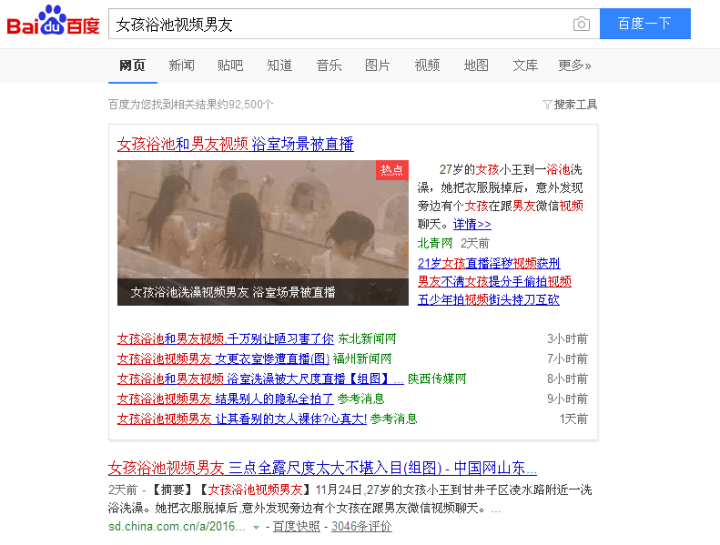 Bai du 百度
女孩浴池视频男友
百度一下
网页 新闻 贴吧 知道 音乐 图片 视频 地图 文库 更多»
百度为您找到相关结果约92,500个
搜索工具
女孩浴池和男友视频 浴室场景被直播
热点
女孩浴池洗澡视频男友 浴室场景被直播
27岁的女孩小王到一浴池洗
澡，她把衣服脱掉后，意外发现
旁边有个女孩在跟男友微信视频
聊天。详情>>
北青网 2天前
21岁女孩直播淫秽视频获刑
男友不满女孩提分手偷拍视频
五少年拍视频街头持刀互砍
女孩浴池和男友视频,千万别让陋习害了你 东北新闻网 3小时前
女孩浴池视频男友 女更衣室惨遭直播(图) 福州新闻网 7小时前
女孩浴池和男友视频 浴室洗澡被大尺度直播【组图】... 陕西传媒网 8小时前
女孩浴池视频男友 结果别人的隐私全拍了 参考消息 9小时前
女孩浴池视频男友 让其看别的女人裸体?心真大! 参考消息 1天前
女孩浴池视频男友 三点全露尺度太大不堪入目(组图) - 中国网山东...
2天前 - 【摘要】【女孩浴池视频男友】11月24日,27岁的女孩小王到甘井子区凌水路附近一洗
浴洗澡。她把衣服脱掉后,意外发现旁边有个女孩在跟男友微信视频聊天。...
sd.china.com.cn/a/2016... - 百度快照 - 3046条评价